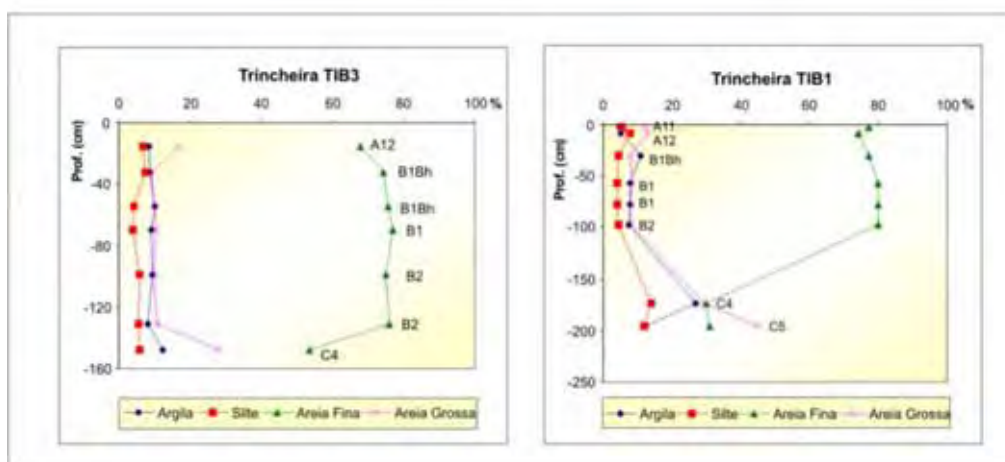 Trincheira TIB3
0 20 40 60 80 100 %
Prof. (cm)
0
-40
-80
-120
-160
A12
B1Bh
B1Bh
B1
B2
B2
C4
Argila Silte Areia Fina Areia Grossa
Trincheira TIB1
0 20 40 60 80 100 %
Prof. (cm)
0
-50
-100
-150
-200
-250
A11
A12
B1Bh
B1
B1
B2
C4
C5
Argila Silte Areia Fina Areia Grossa